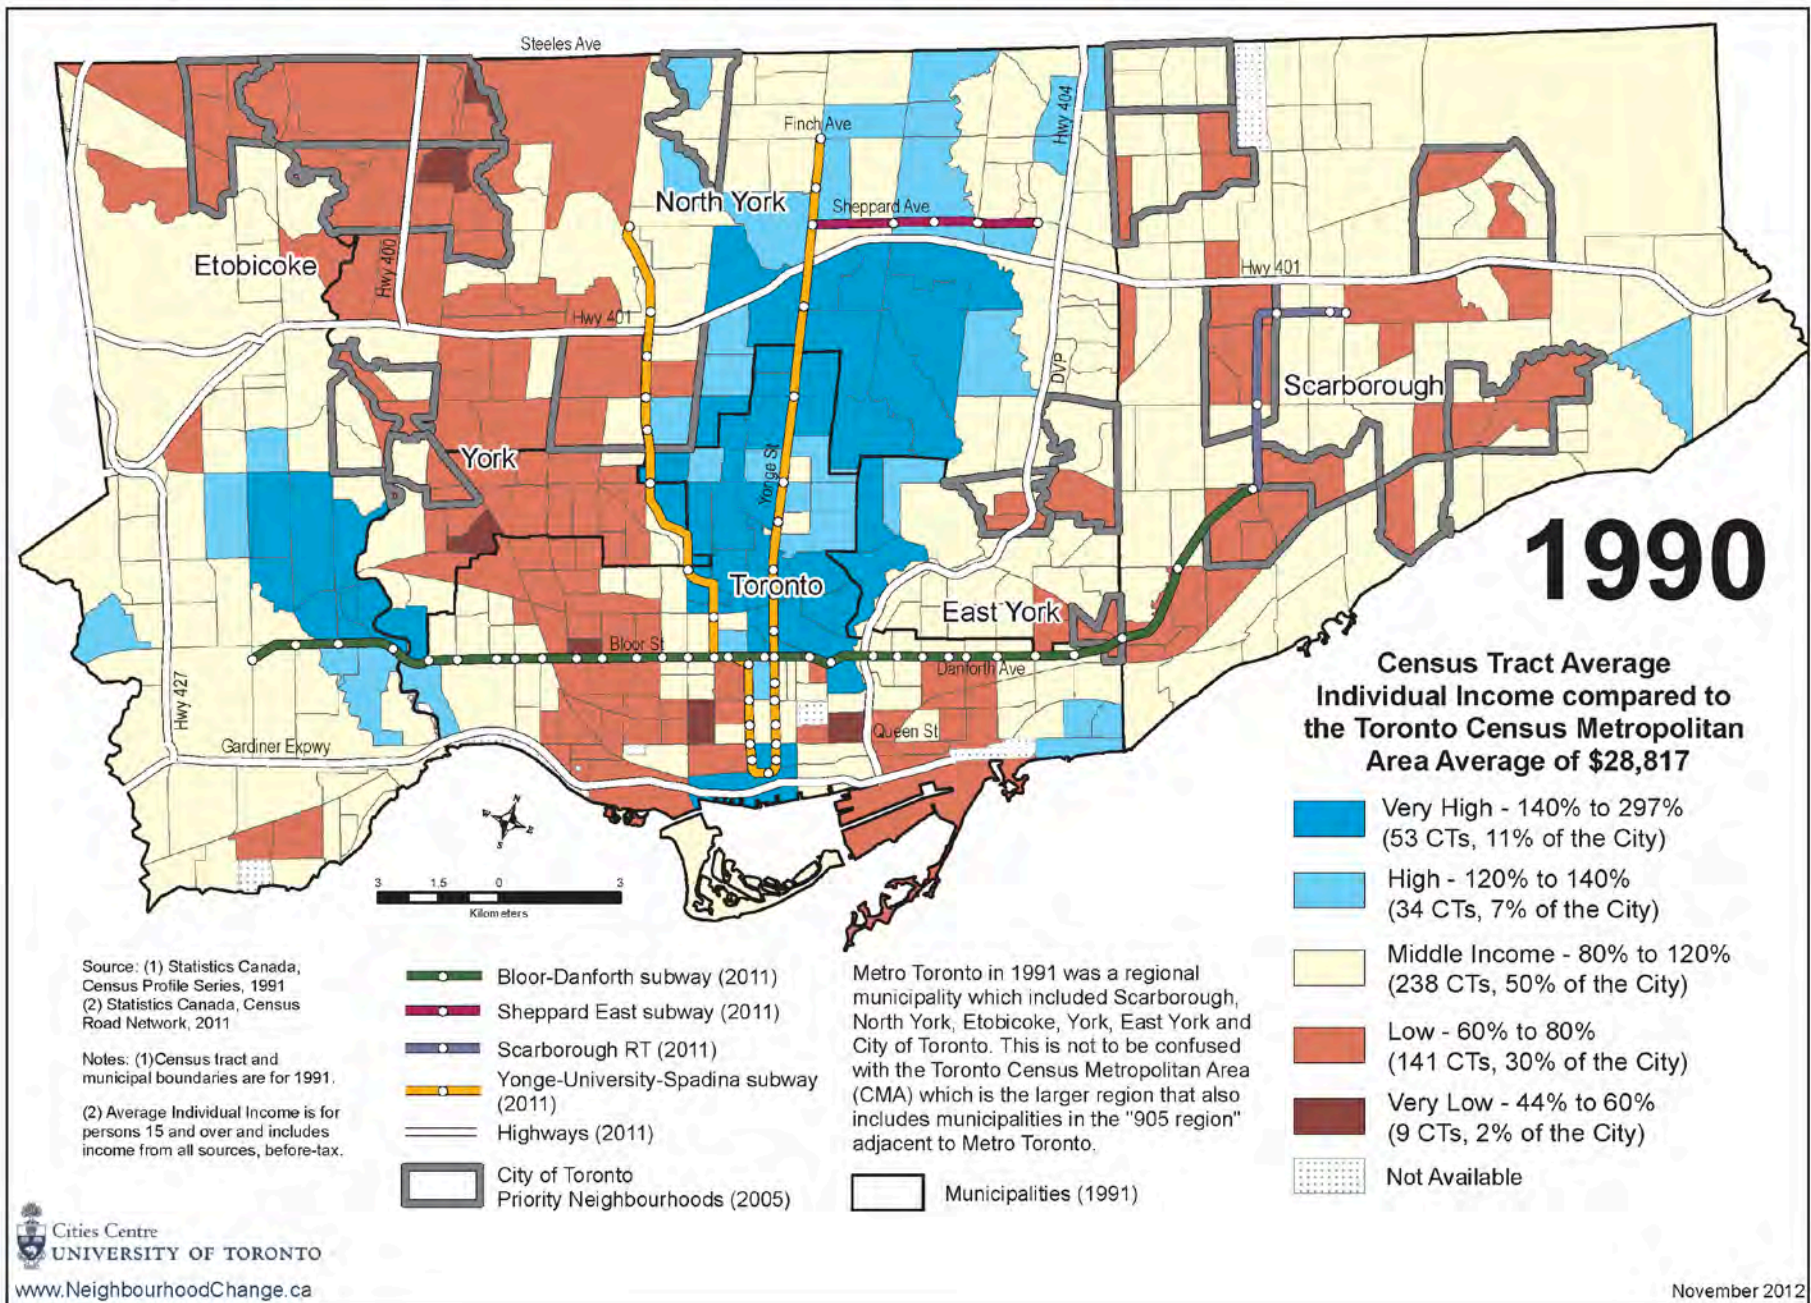 Steeles Ave
Finch Ave
Hwy 404
North York
Sheppard Ave
Etobicoke
Hwy 400
Hwy 401
Hwy 401
DVP
Scarborough
York
Yonge St
1990
Toronto
East York
Bloor St
Danforth Ave
Hwy 427
Queen St
Gardiner Expwy
Census Tract Average
Individual Income compared to
the Toronto Census Metropolitan
Area Average of $28,817
Very High - 140% to 297%
(53 CTs, 11% of the City)
High - 120% to 140%
(34 CTs, 7% of the City)
Middle Income - 80% to 120%
(238 CTs, 50% of the City)
Low - 60% to 80%
(141 CTs, 30% of the City)
Very Low - 44% to 60%
(9 CTs, 2% of the City)
Not Available
N
W
E
S
3 1.5 0 3
Kilometers
Source: (1) Statistics Canada,
Census Profile Series, 1991
(2) Statistics Canada, Census
Road Network, 2011
Notes: (1)Census tract and
municipal boundaries are for 1991.
(2) Average Individual Income is for
persons 15 and over and includes
income from all sources, before-tax.
Bloor-Danforth subway (2011)
Sheppard East subway (2011)
Scarborough RT (2011)
Yonge-University-Spadina subway
(2011)
Highways (2011)
City of Toronto
Priority Neighbourhoods (2005)
Metro Toronto in 1991 was a regional
municipality which included Scarborough,
North York, Etobicoke, York, East York and
City of Toronto. This is not to be confused
with the Toronto Census Metropolitan Area
(CMA) which is the larger region that also
includes municipalities in the "905 region"
adjacent to Metro Toronto.
Municipalities (1991)
Cities Centre
UNIVERSITY OF TORONTO
www.NeighbourhoodChange.ca
November 2012